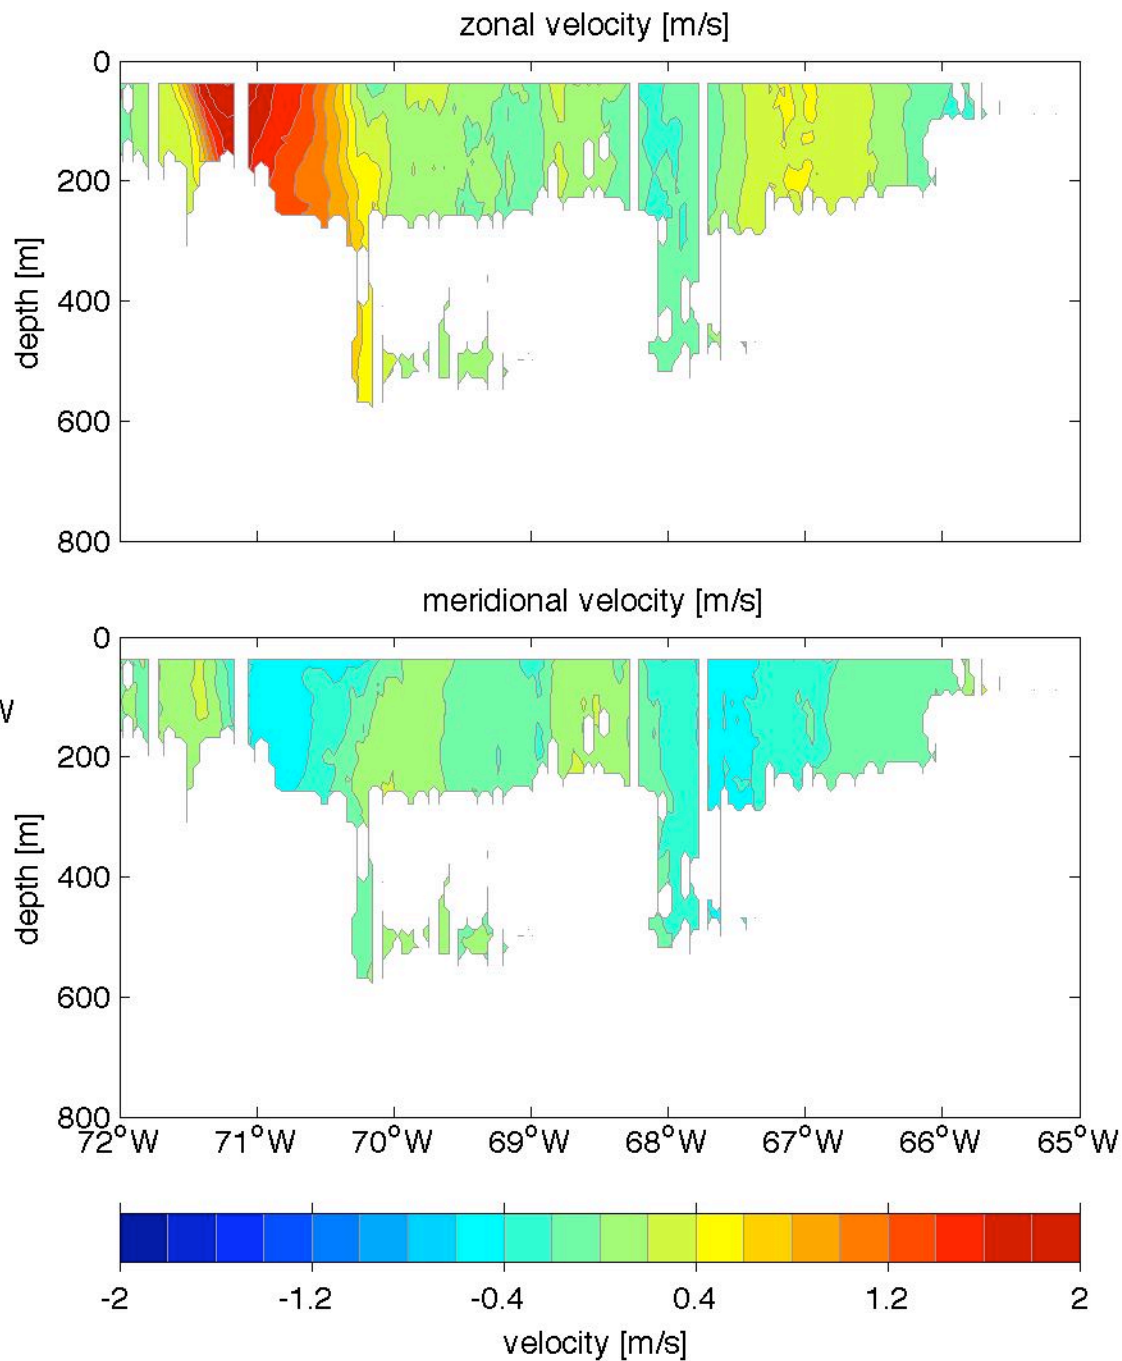 zonal velocity [m/s]
0
200
400
600
800
depth [m]
meridional velocity [m/s]
W
0
200
400
600
800
depth [m]
72°W 71°W 70°W 69°W 68°W 67°W 66°W 65°W
-2 -1.2 -0.4 0.4 1.2 2
velocity [m/s]